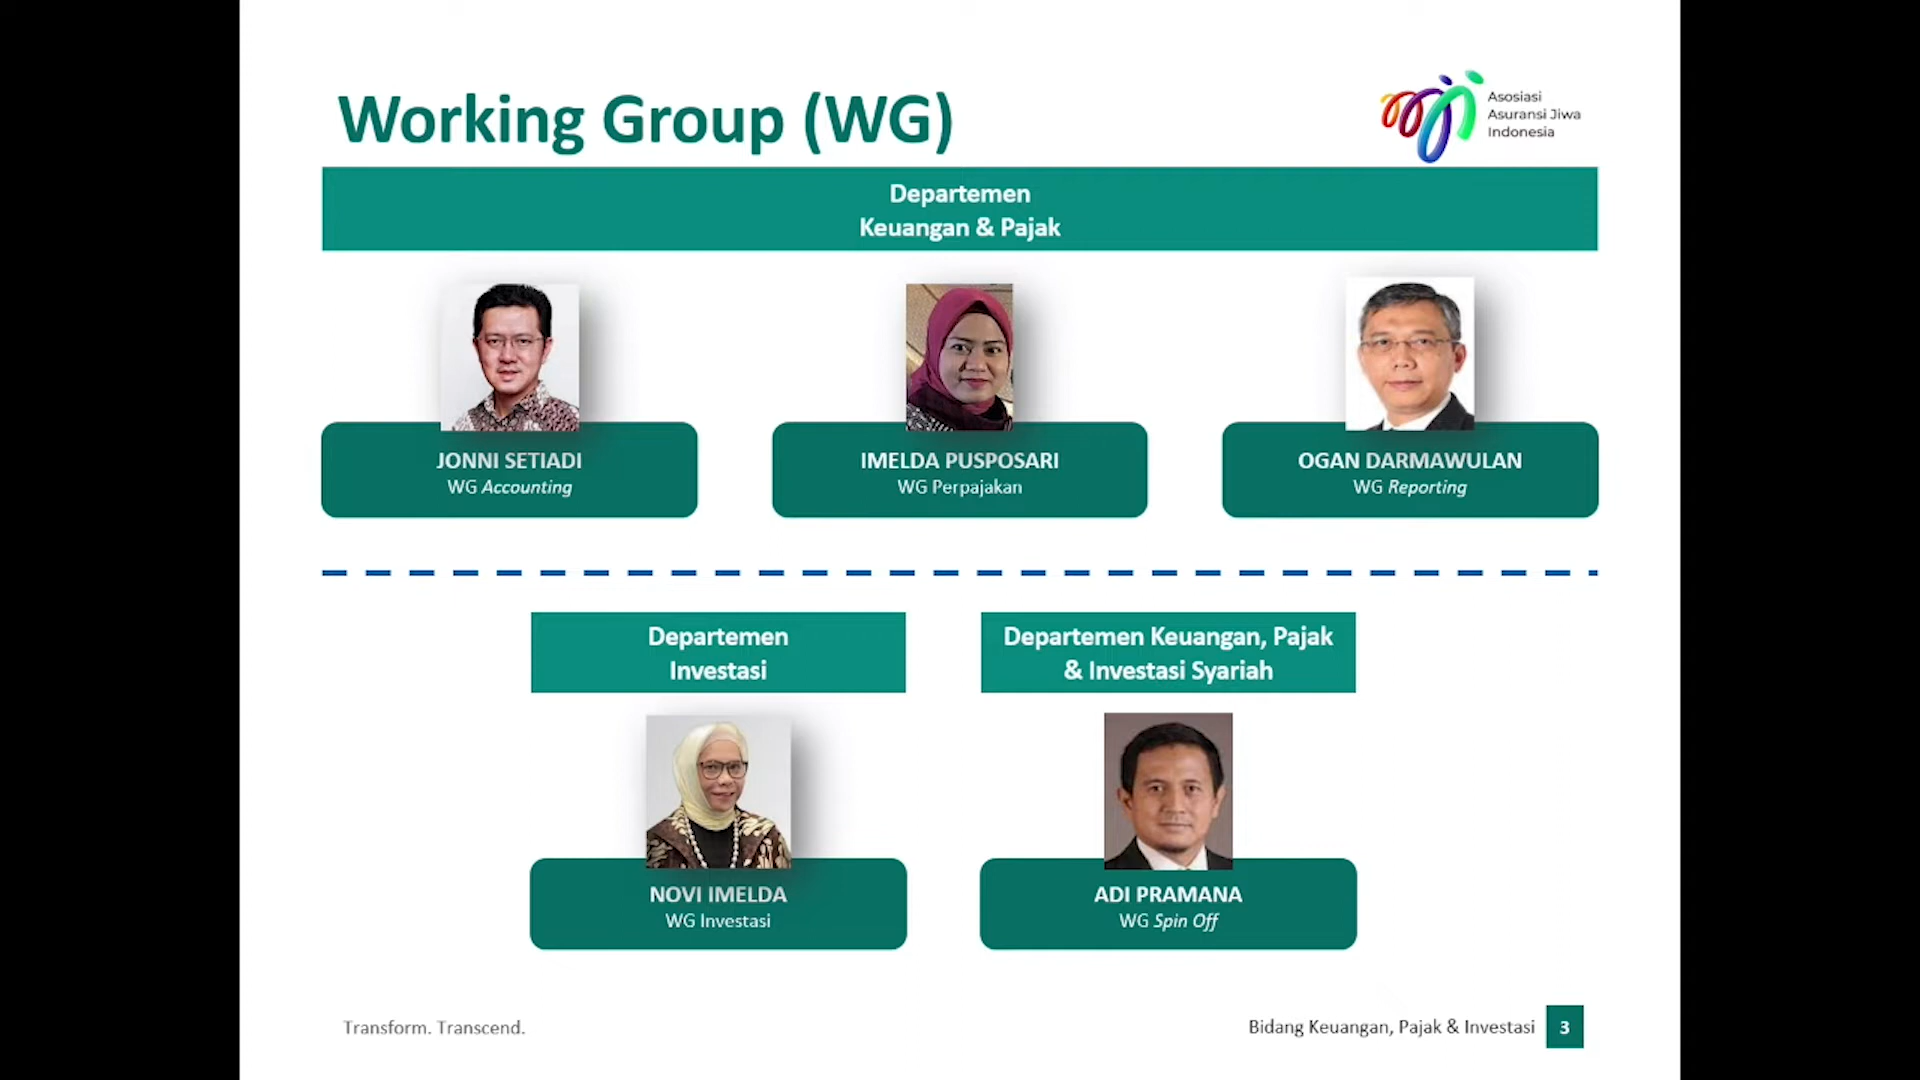 Working Group (WG)
Asosiasi
Asuransi Jiwa
Indonesia
Departemen
Keuangan & Pajak
JONNI SETIADI
WG Accounting
IMELDA PUSPOSARI
WG Perpajakan
OGAN DARMAWULAN
WG Reporting
Departemen
Investasi
NOVI IMELDA
WG Investasi
Departemen Keuangan, Pajak
& Investasi Syariah
ADI PRAMANA
WG Spin Off
Transform. Transcend.
Bidang Keuangan, Pajak & Investasi 3